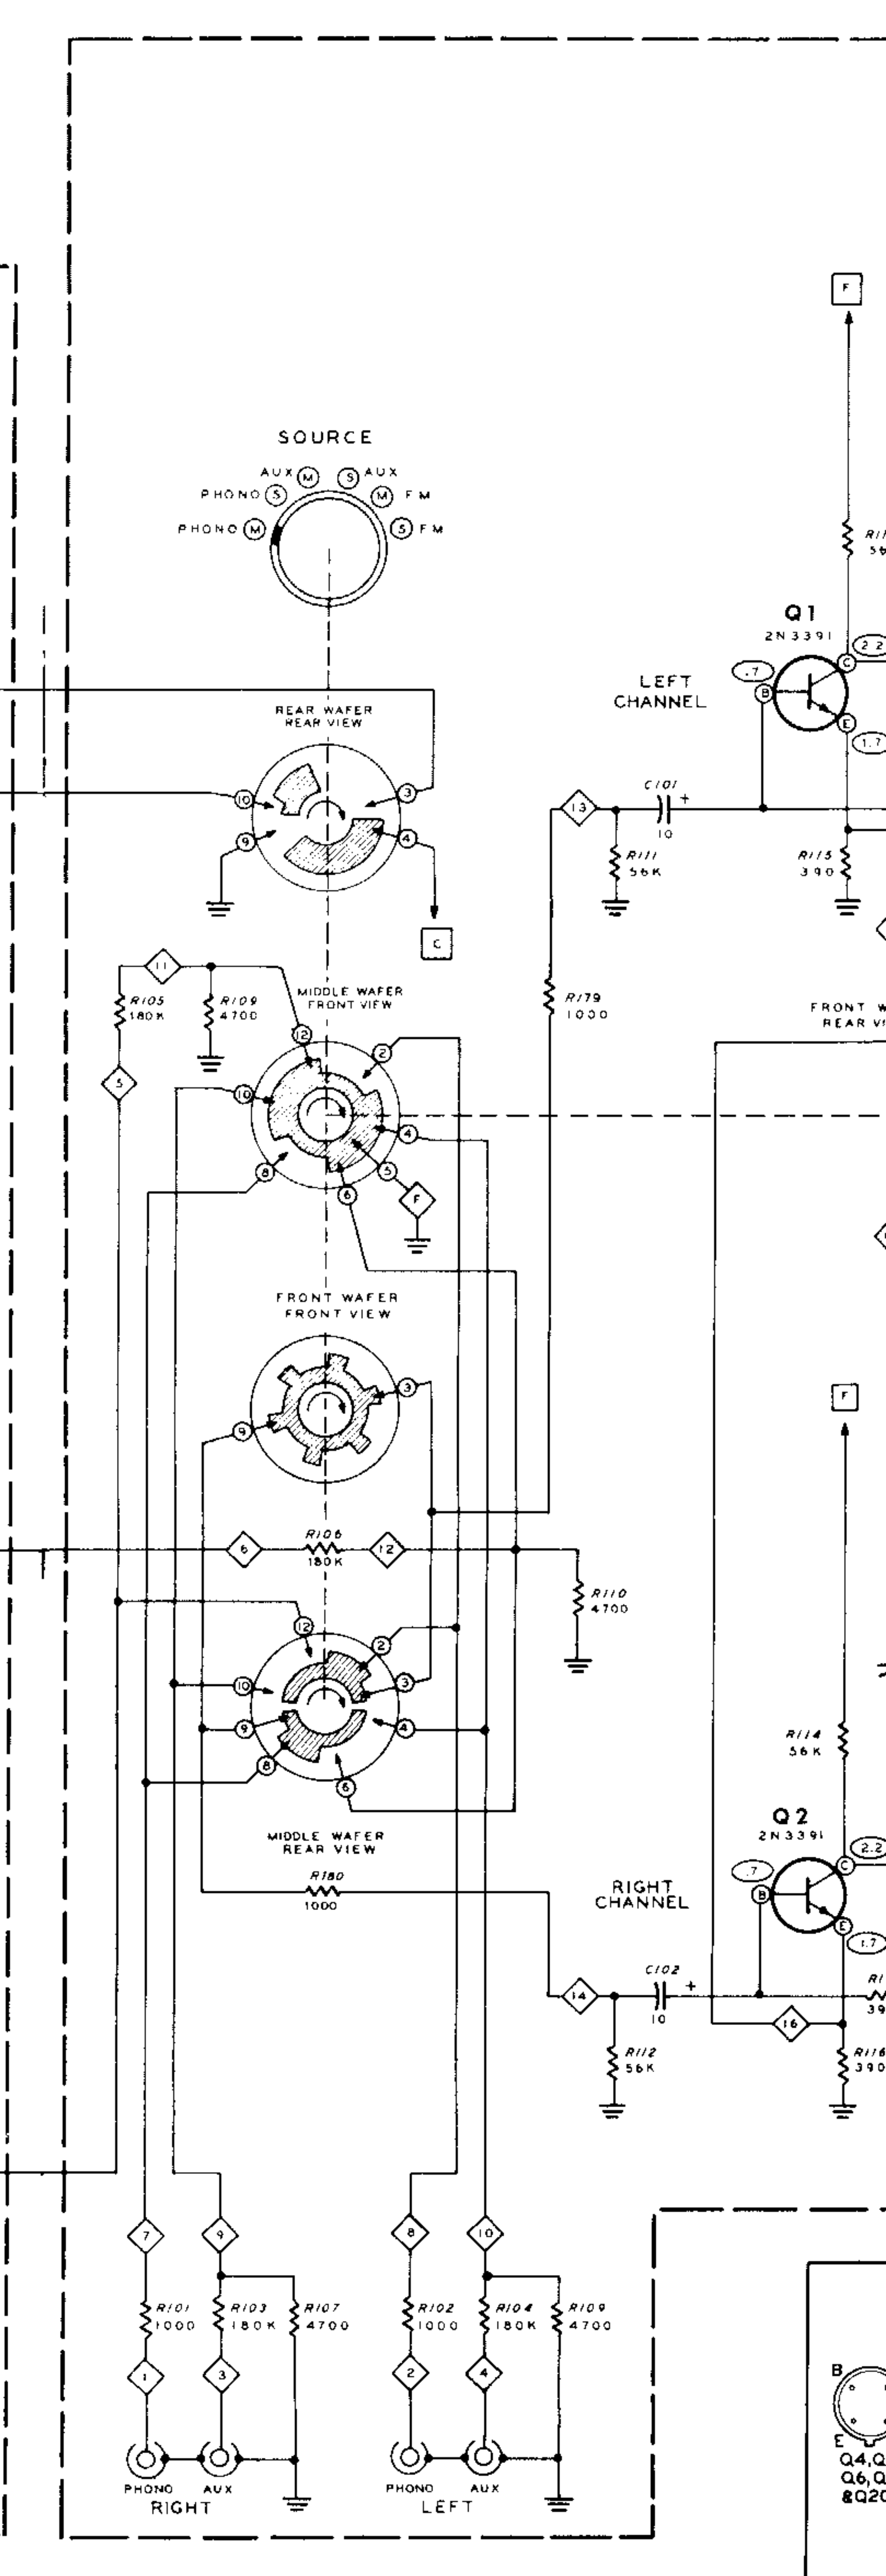 F
SOURCE
AUX M S AUX
PHONO S M FM
PHONO M S FM
Q1
2N3391
2.2
C
.7
B
E
1.7
LEFT
CHANNEL
REAR WAFER
REAR VIEW
10
3
9
4
C
C101
+
10
13
R111
56K
R115
390
11
R105
180K
R109
4700
MIDDLE WAFER
FRONT VIEW
R179
1000
12
2
5
10
4
8
5
6
F
FRONT WAFER
FRONT VIEW
3
9
F
6
R106
180K
12
R110
4700
12
2
10
3
9
4
8
6
MIDDLE WAFER
REAR VIEW
R180
1000
R114
56K
Q2
2N3391
2.2
C
.7
B
E
1.7
RIGHT
CHANNEL
C102
+
10
14
16
R112
56K
R116
390
7
9
8
10
R101
1000
R103
180K
R107
4700
R102
1000
R104
180K
R109
4700
1
3
2
4
PHONO
AUX
RIGHT
PHONO
AUX
LEFT
B
E